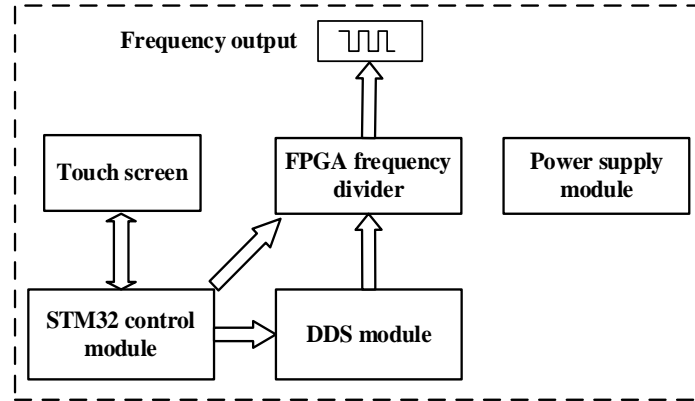 Frequency output
FPGA frequency
divider
Touch screen
Power supply
module
STM32 control
module
DDS module